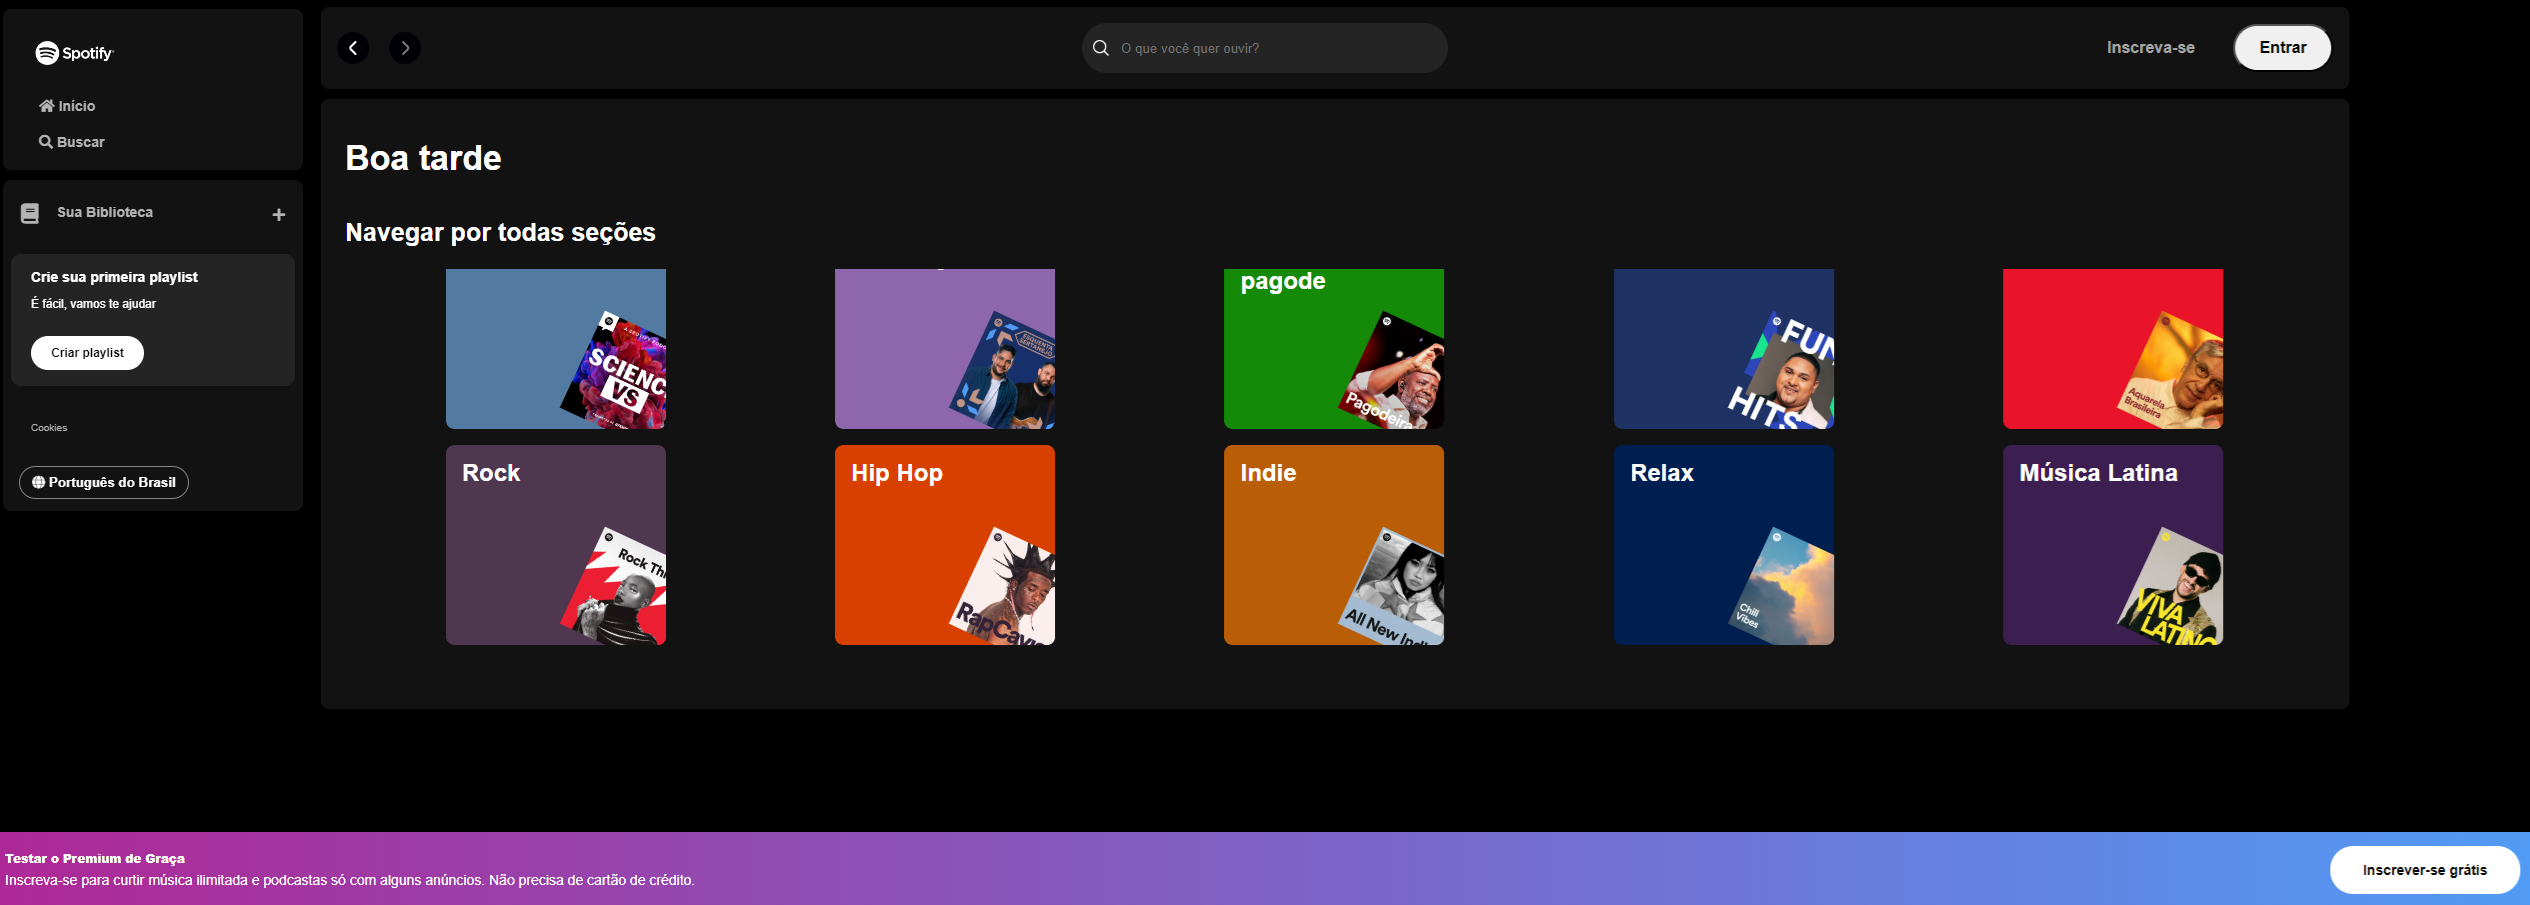 Spotify
Início
Buscar
Sua Biblioteca
Crie sua primeira playlist
É fácil, vamos te ajudar
Criar playlist
Cookies
Português do Brasil
O que você quer ouvir?
Inscreva-se
Entrar
Boa tarde
Navegar por todas seções
SCIENC
VS
ESQUENTA
SERTANEJO
pagode
Pagodeira
FUN
HITS
Aquarela
Brasileira
Rock
Rock Thi
Hip Hop
RapCavi
Indie
All New Indi
Relax
Chill
Vibes
Música Latina
VIVA
LATINO
Testar o Premium de Graça
Inscreva-se para curtir música ilimitada e podcastas só com alguns anúncios. Não precisa de cartão de crédito.
Inscrever-se grátis